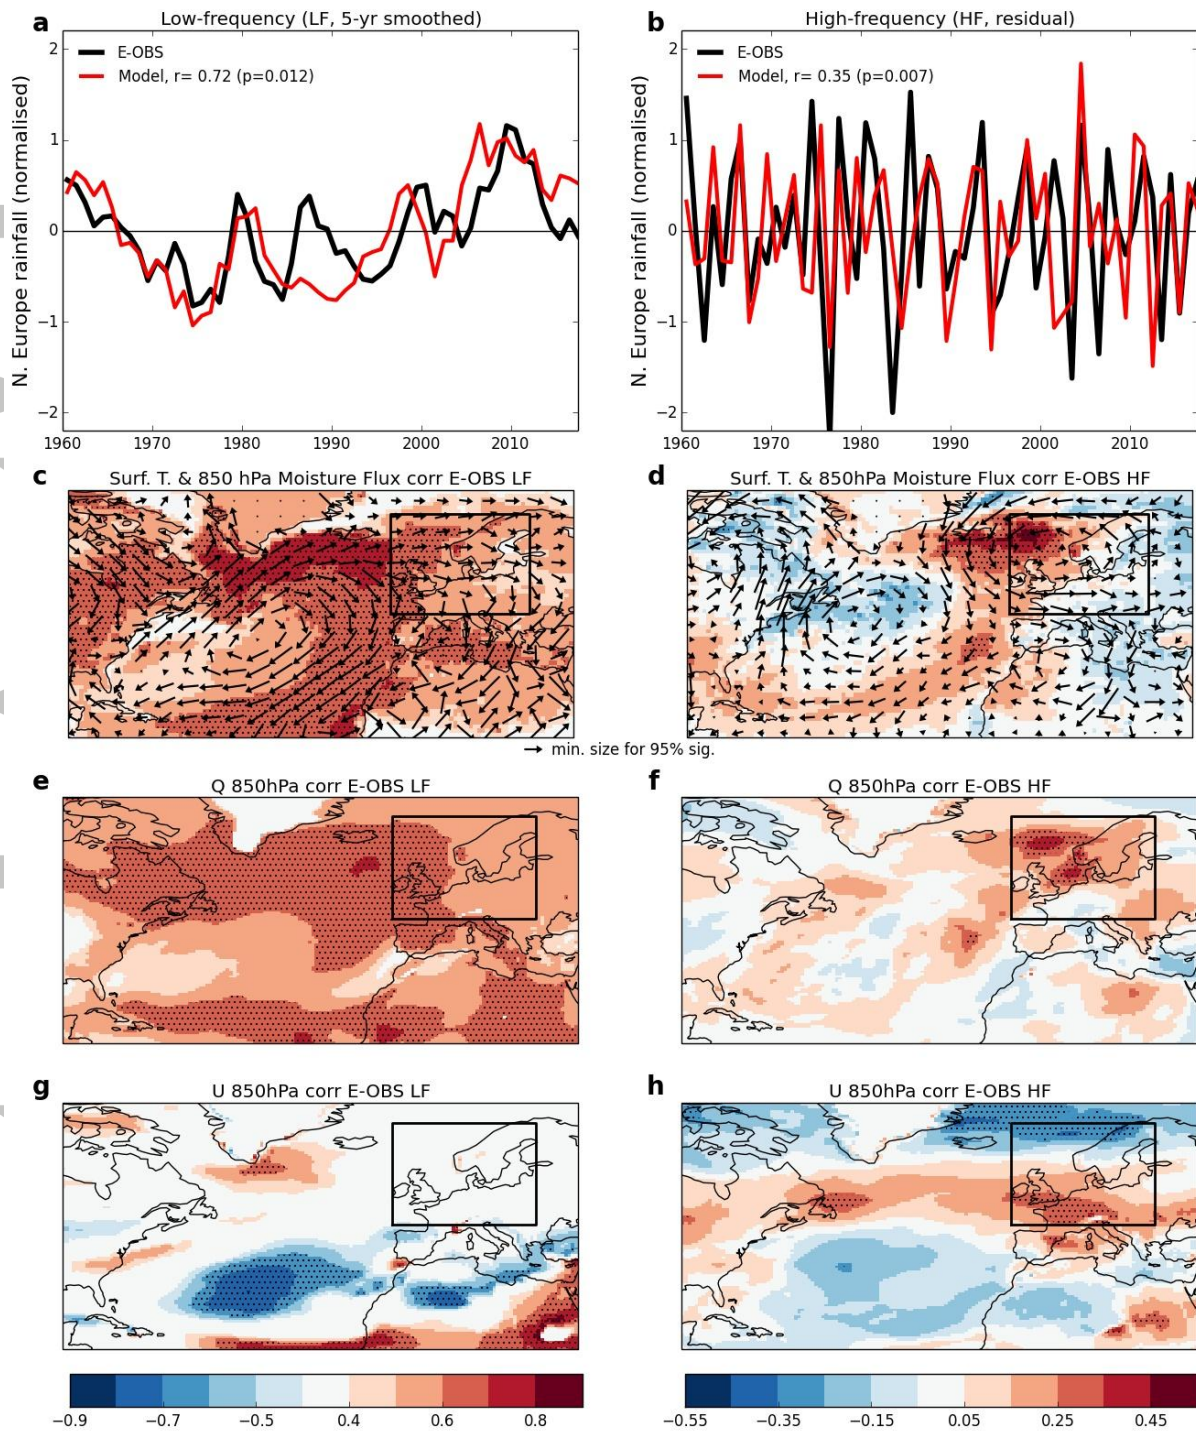 a Low-frequency (LF, 5-yr smoothed)
N. Europe rainfall (normalised)
2
1
0
−1
−2
E-OBS
Model, r= 0.72 (p=0.012)
1960 1970 1980 1990 2000 2010
b High-frequency (HF, residual)
N. Europe rainfall (normalised)
2
1
0
−1
−2
E-OBS
Model, r= 0.35 (p=0.007)
1960 1970 1980 1990 2000 2010
c Surf. T. & 850 hPa Moisture Flux corr E-OBS LF
d Surf. T. & 850hPa Moisture Flux corr E-OBS HF
min. size for 95% sig.
e Q 850hPa corr E-OBS LF
f Q 850hPa corr E-OBS HF
g U 850hPa corr E-OBS LF
h U 850hPa corr E-OBS HF
−0.9 −0.7 −0.5 0.4 0.6 0.8
−0.55 −0.35 −0.15 0.05 0.25 0.45